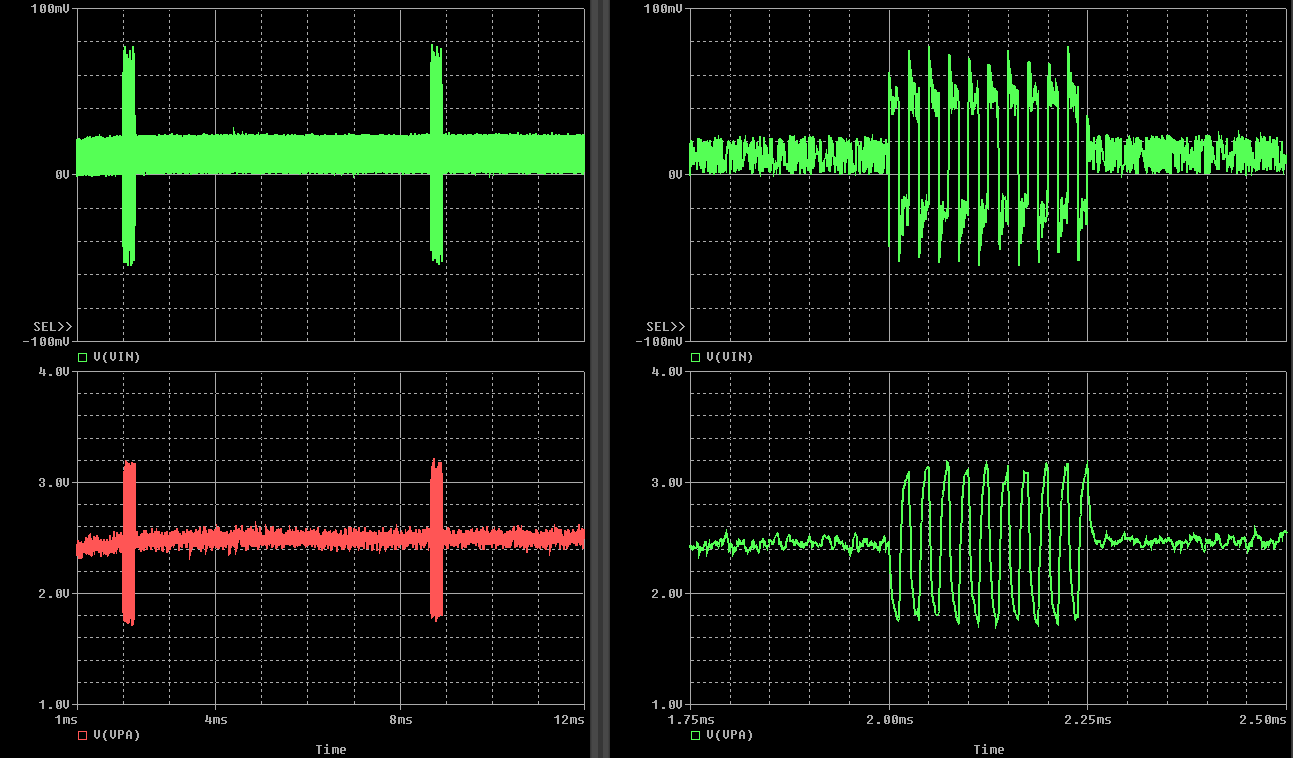 100mV
0V
SEL>>
-100mV
V(VIN)
4.0V
3.0V
2.0V
1.0V
1ms 4ms 8ms 12ms
V(VPA)
Time
100mV
0V
SEL>>
-100mV
V(VIN)
4.0V
3.0V
2.0V
1.0V
1.75ms 2.00ms 2.25ms 2.50ms
V(VPA)
Time